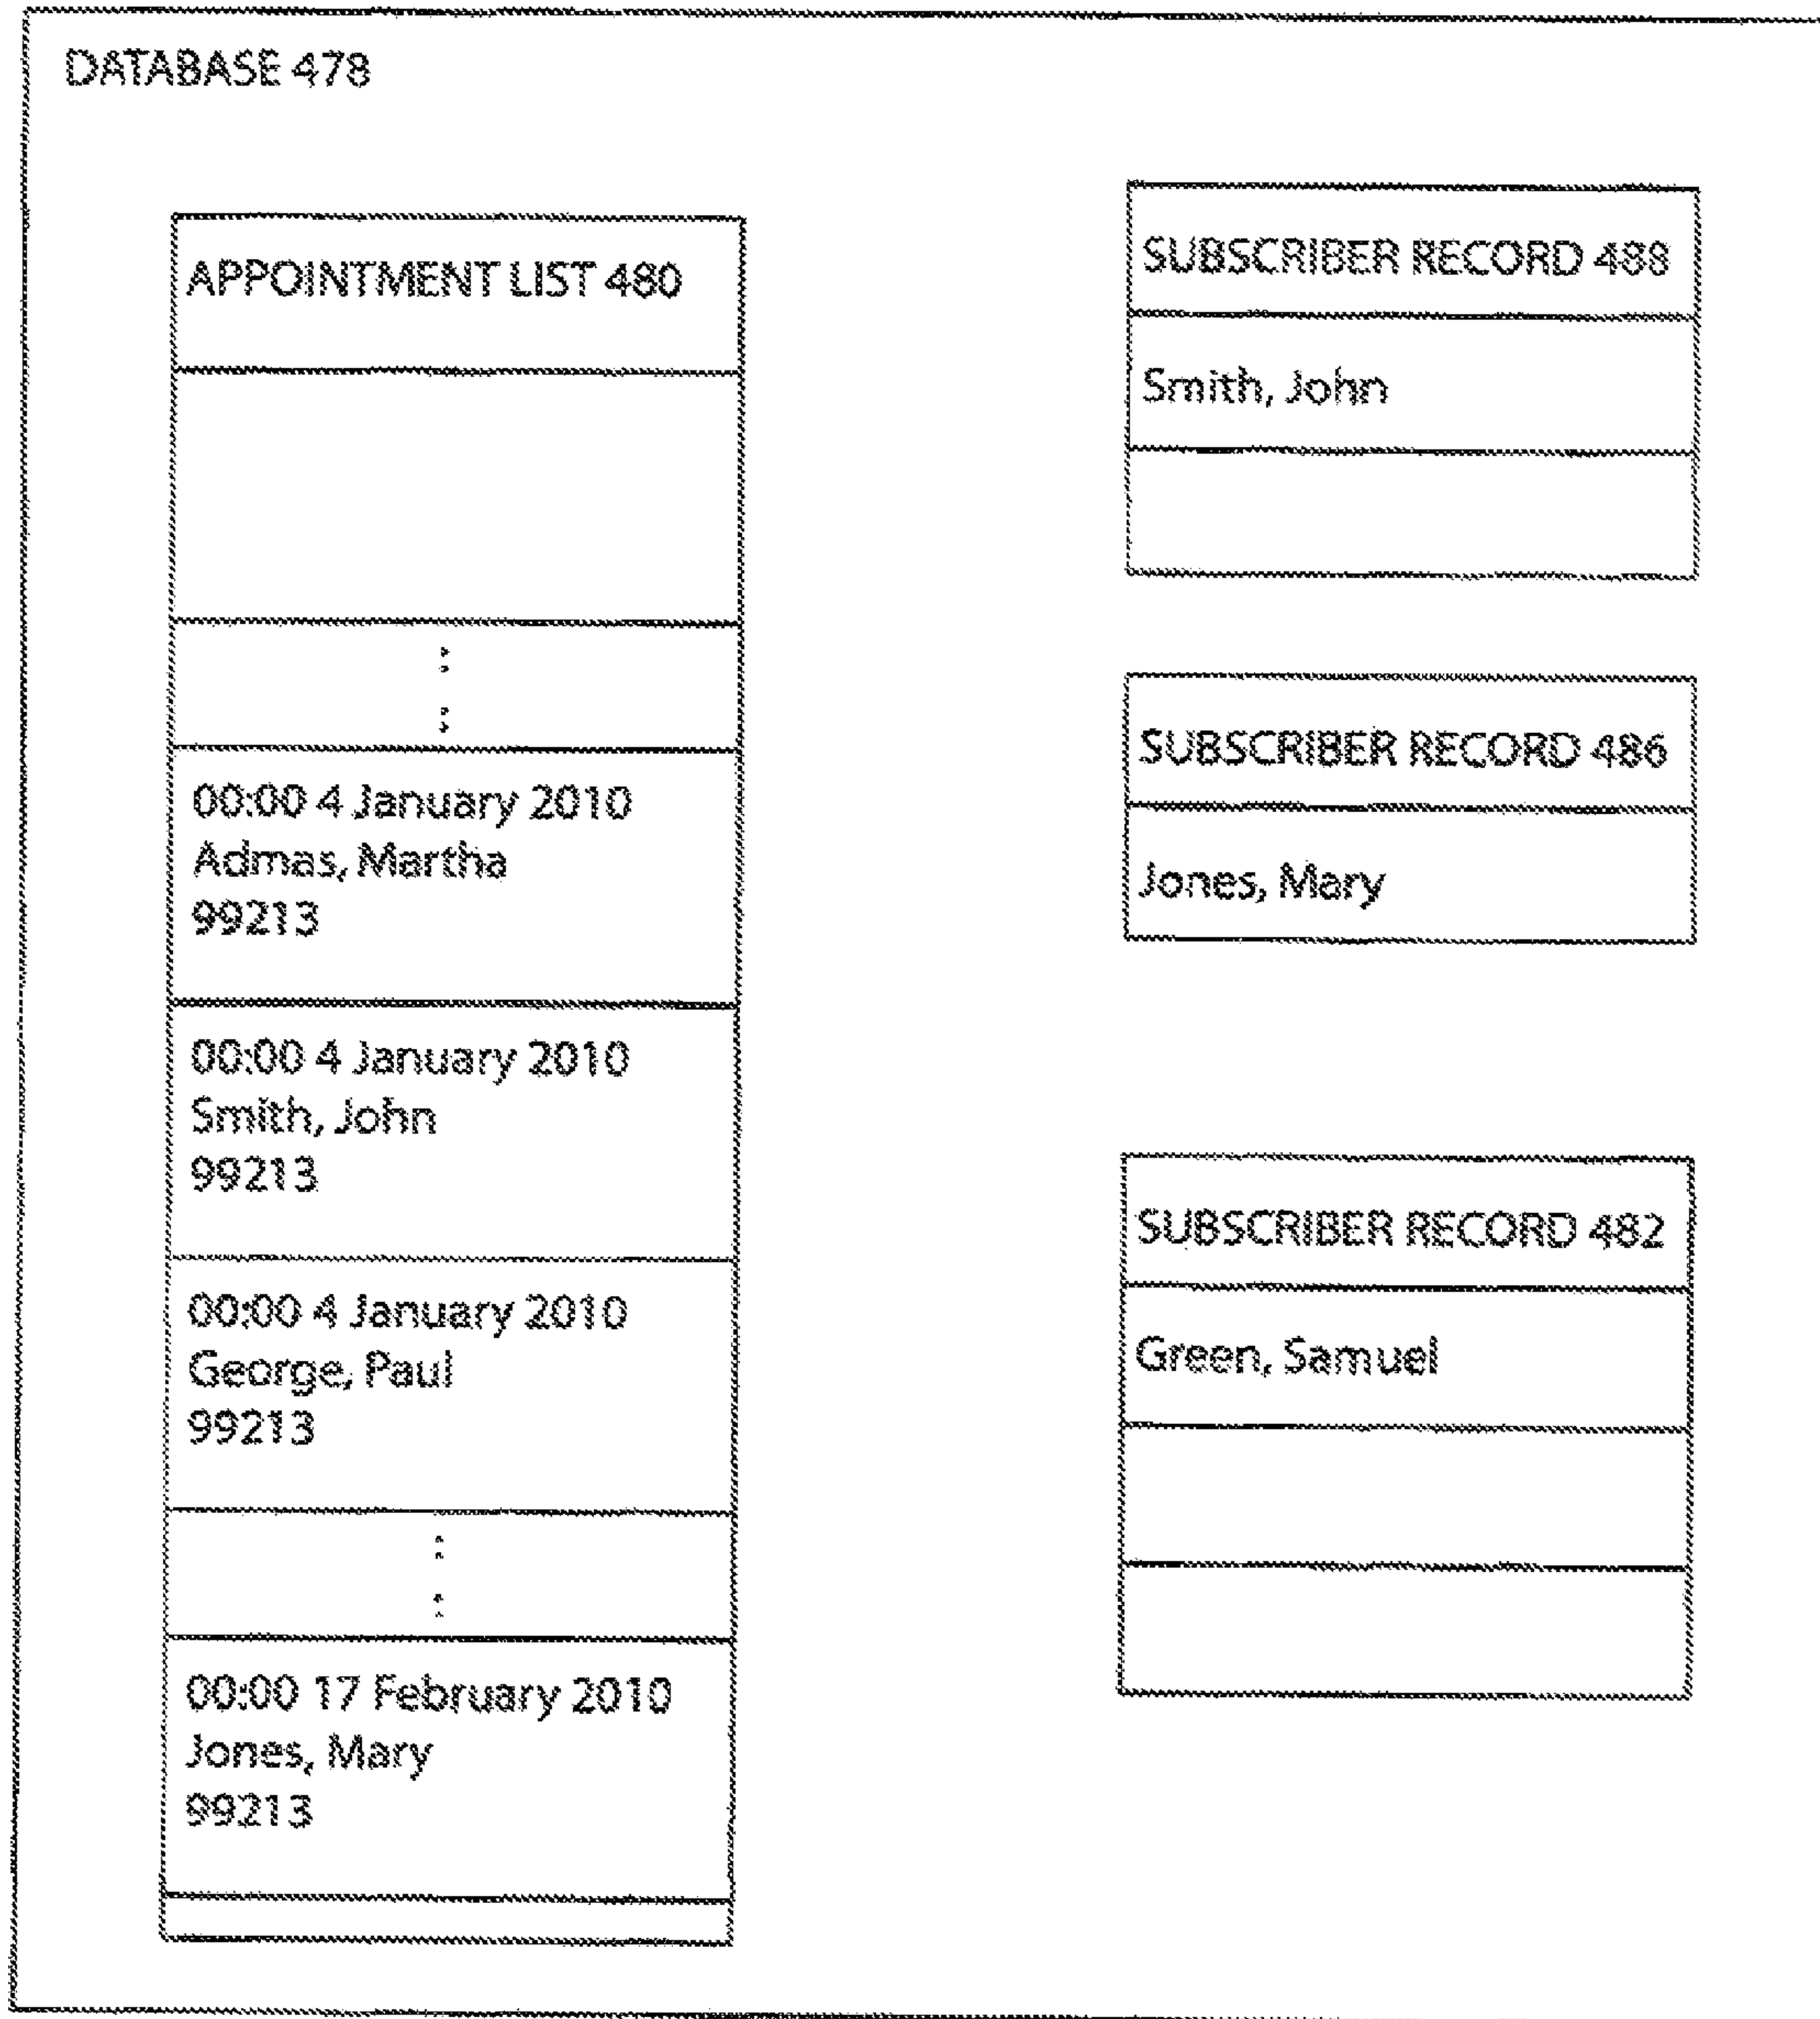 DATABASE 478
APPOINTMENT LIST 480
00:00 4 January 2010
Admas, Martha
99213
00:00 4 January 2010
Smith, John
99213
00:00 4 January 2010
George, Paul
99213
00:00 17 February 2010
Jones, Mary
99213
SUBSCRIBER RECORD 488
Smith, John
SUBSCRIBER RECORD 486
Jones, Mary
SUBSCRIBER RECORD 482
Green, Samuel